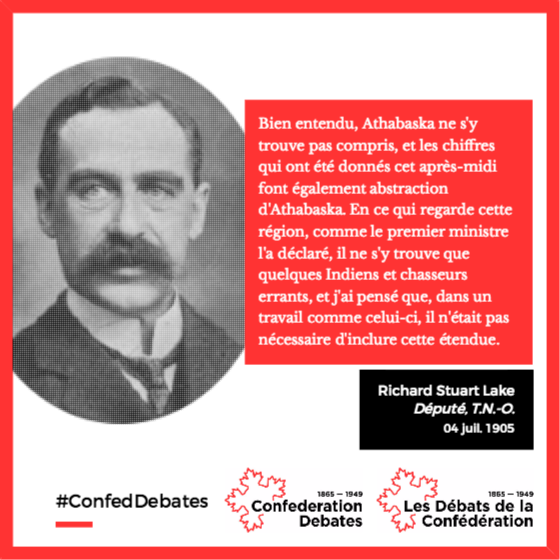 Bien entendu, Athabaska ne s'y
trouve pas compris, et les chiffres
qui ont été donnés cet après-midi
font également abstraction
d'Athabaska. En ce qui regarde cette
région, comme le premier ministre
l'a déclaré, il ne s'y trouve que
quelques Indiens et chasseurs
errants, et j'ai pensé que, dans un
travail comme celui-ci, il n'était pas
nécessaire d'inclure cette étendue.
Richard Stuart Lake
Député, T.N.-O.
04 juil. 1905
#ConfedDebates
1865 — 1949
Confederation
Debates
1865 — 1949
Les Débats de la
Confédération